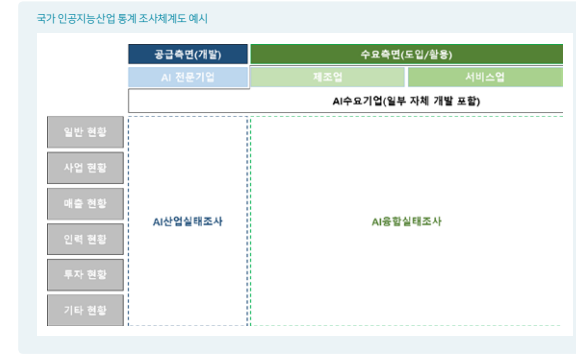 국가 인공지능산업 통계 조사체계도 예시
공급측면(개발) 수요측면(도입/활용)
AI 전문기업 제조업 서비스업
AI수요기업(일부 자체 개발 포함)
일반 현황
사업 현황
매출 현황
AI산업실태조사 AI융합실태조사
인력 현황
투자 현황
기타 현황